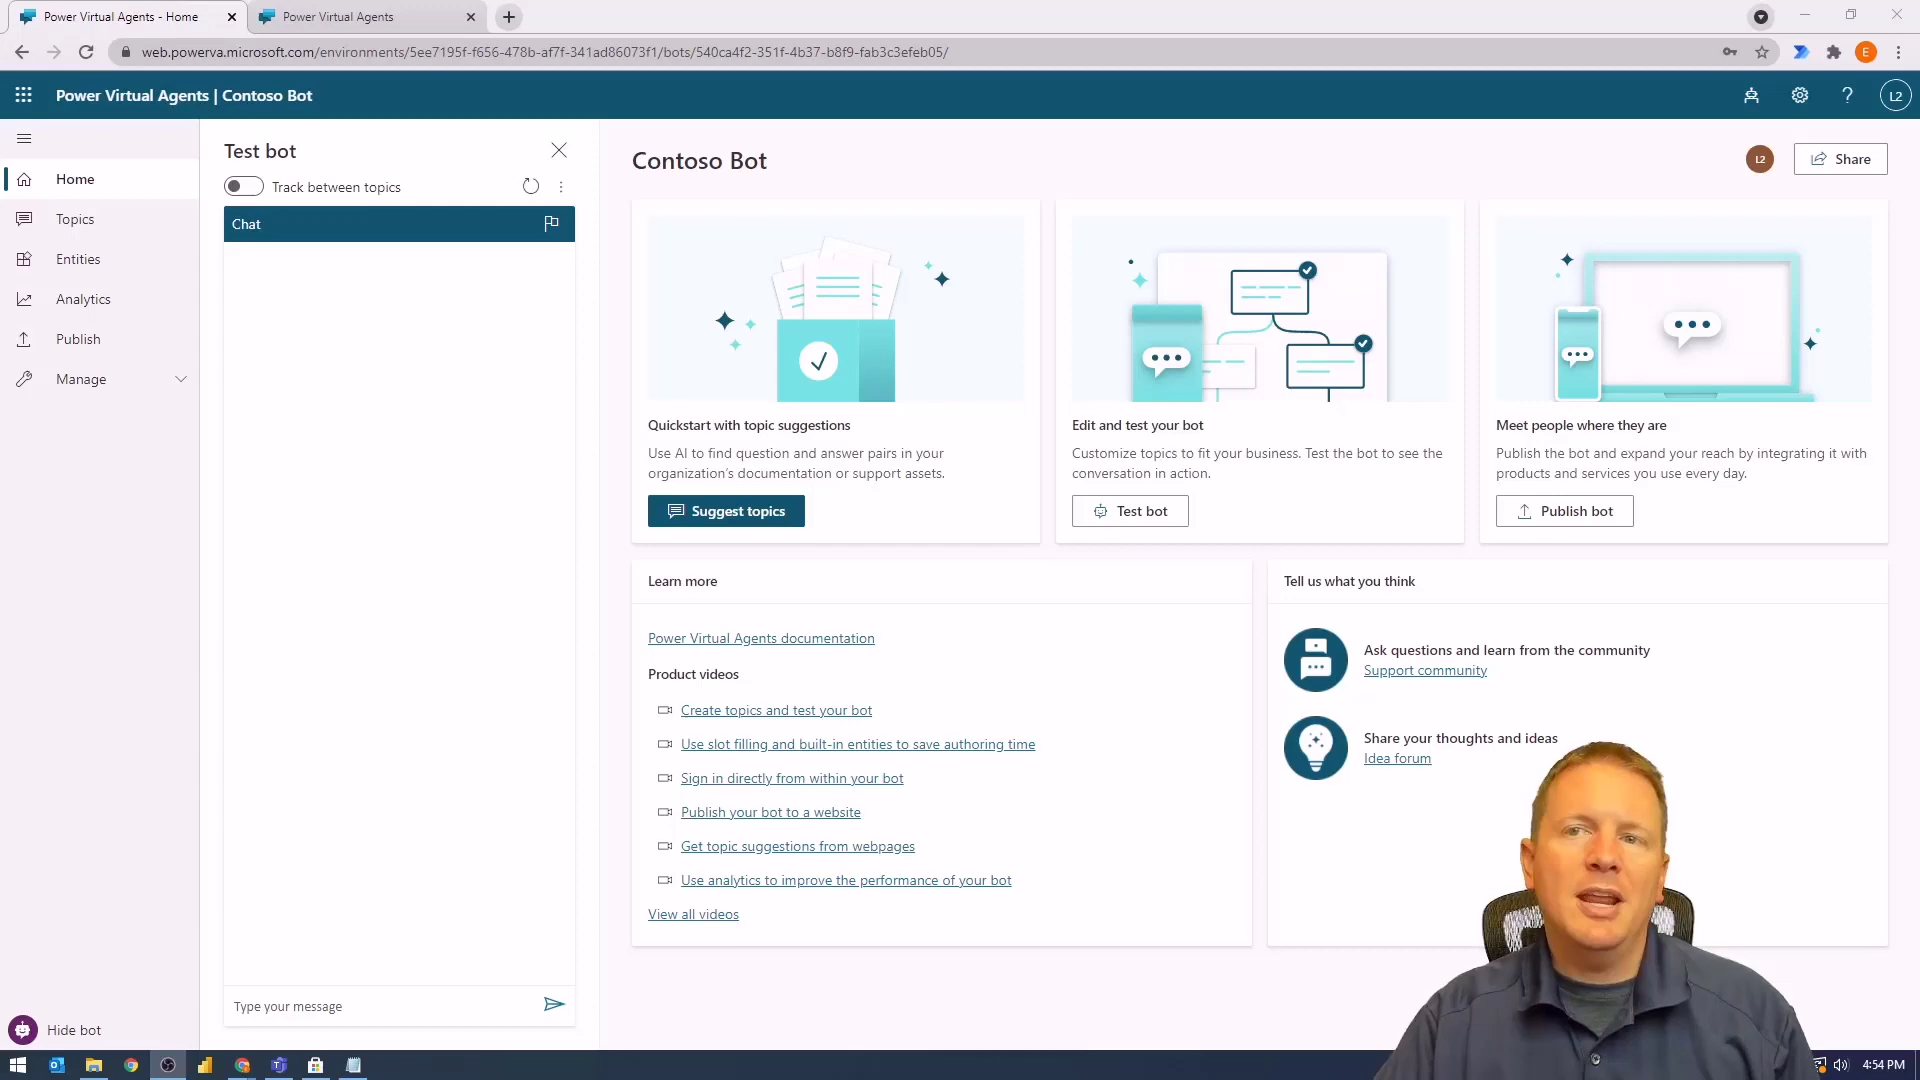 Power Virtual Agents - Home
Power Virtual Agents
web.powerva.microsoft.com/environments/5ee7195f-f656-478b-af7f-341ad86073f1/bots/540ca4f2-351f-4b37-b8f9-fab3c3efeb05/
E
Power Virtual Agents | Contoso Bot
L2
Home
Topics
Entities
Analytics
Publish
Manage
Hide bot
Test bot
Track between topics
Chat
Type your message
Contoso Bot
L2
Share
Quickstart with topic suggestions
Use AI to find question and answer pairs in your
organization's documentation or support assets.
Suggest topics
Edit and test your bot
Customize topics to fit your business. Test the bot to see the
conversation in action.
Test bot
Meet people where they are
Publish the bot and expand your reach by integrating it with
products and services you use every day.
Publish bot
Learn more
Power Virtual Agents documentation
Product videos
Create topics and test your bot
Use slot filling and built-in entities to save authoring time
Sign in directly from within your bot
Publish your bot to a website
Get topic suggestions from webpages
Use analytics to improve the performance of your bot
View all videos
Tell us what you think
Ask questions and learn from the community
Support community
Share your thoughts and ideas
Idea forum
4:54 PM